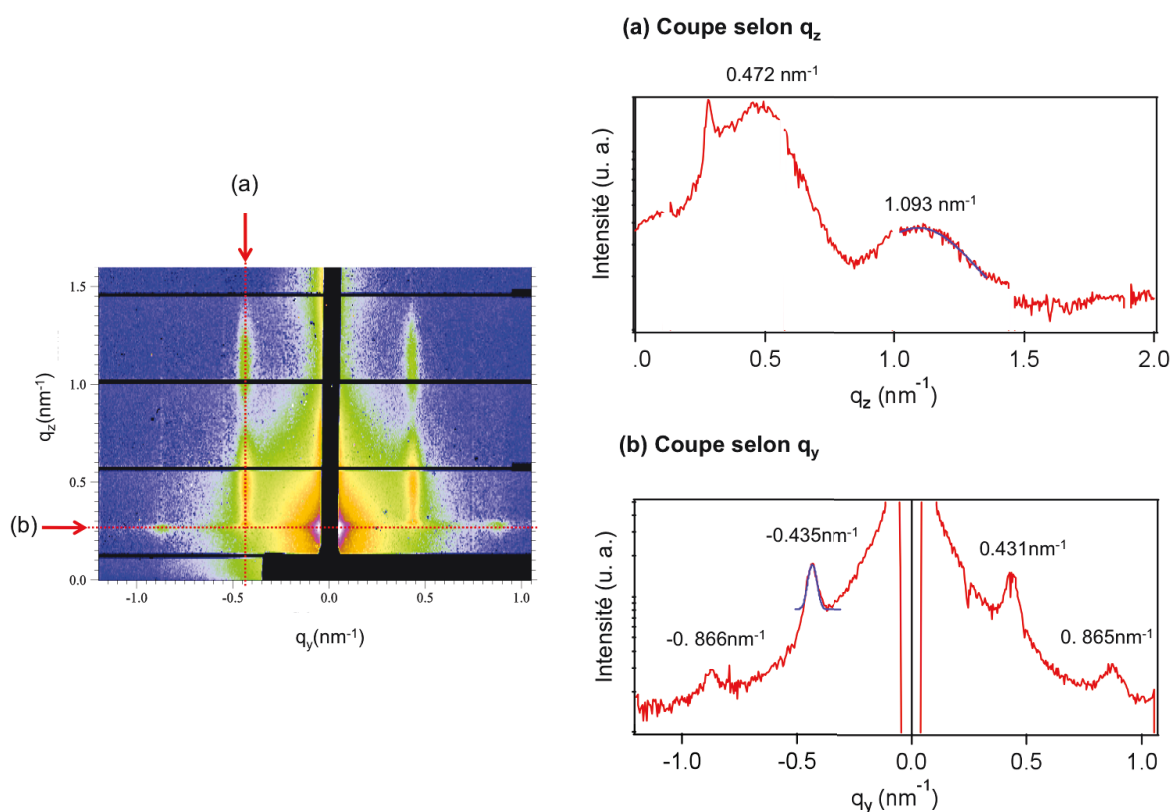 (a) Coupe selon qz
0.472 nm-1
1.093 nm-1
Intensité (u. a.)
.0 0.5 1.0 1.5 2.0
qz (nm-1)
(a)
(b)
1.5
1.0
0.5
0.0
qz(nm-1)
-1.0 -0.5 0.0 0.5 1.0
qy(nm-1)
(b) Coupe selon qy
-0.435nm-1
0.431nm-1
-0. 866nm-1
0. 865nm-1
Intensité (u. a.)
-1.0 -0.5 0.0 0.5 1.0
qy (nm-1)